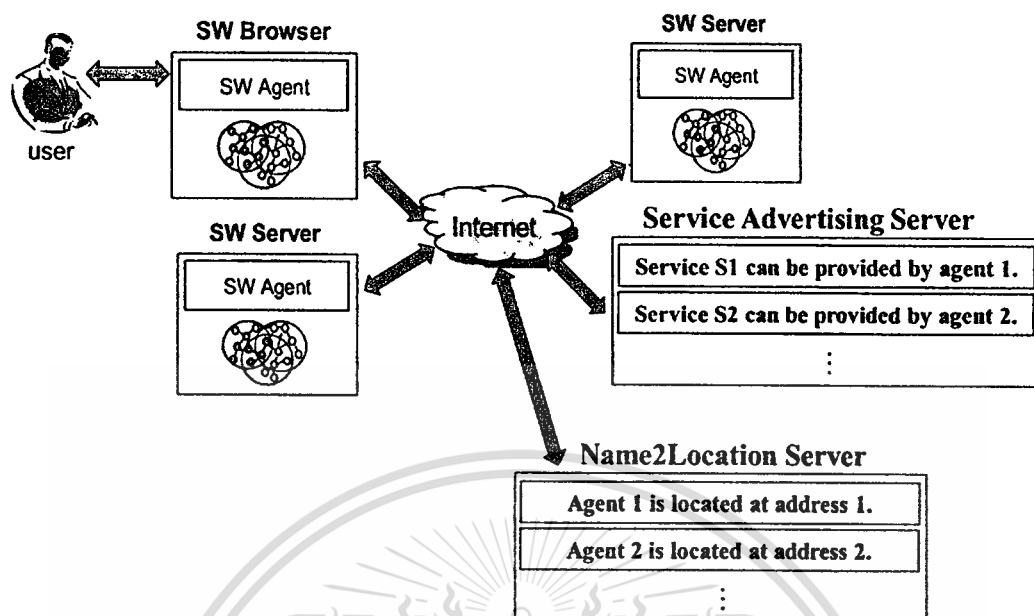 SW Browser
SW Agent
user
SW Server
SW Agent
SW Server
SW Agent
Internet
Service Advertising Server
Service S1 can be provided by agent 1.
Service S2 can be provided by agent 2.
⋮
Name2Location Server
Agent 1 is located at address 1.
Agent 2 is located at address 2.
⋮